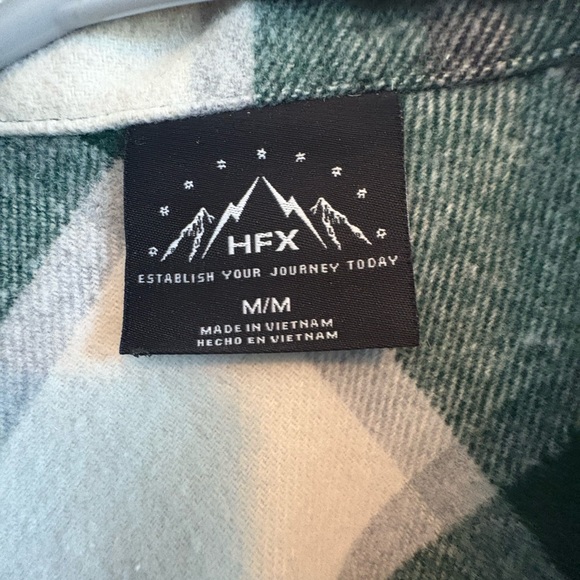 HFX
ESTABLISH YOUR JOURNEY TODAY
M/M
MADE IN VIETNAM
HECHO EN VIETNAM